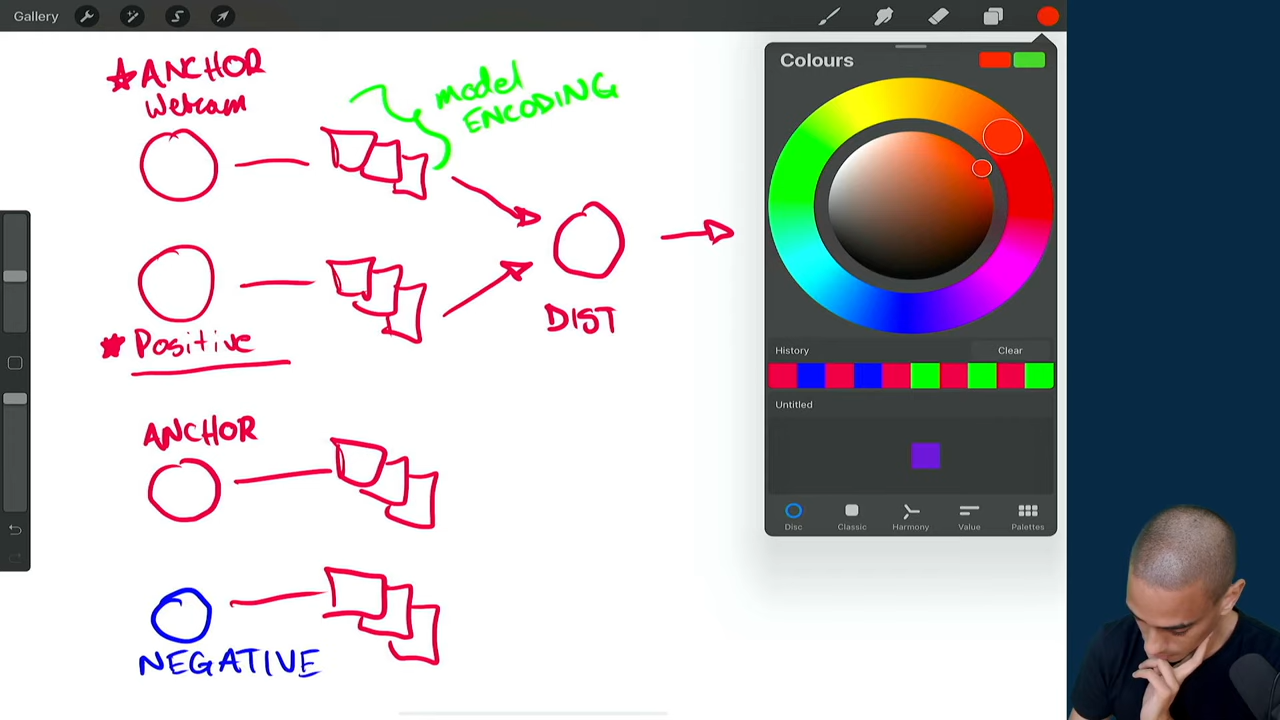 Gallery
Colours
ANCHOR
Webcam
model
ENCODING
DIST
Positive
History
Clear
Untitled
ANCHOR
Disc
Classic
Harmony
Value
Palettes
NEGATIVE